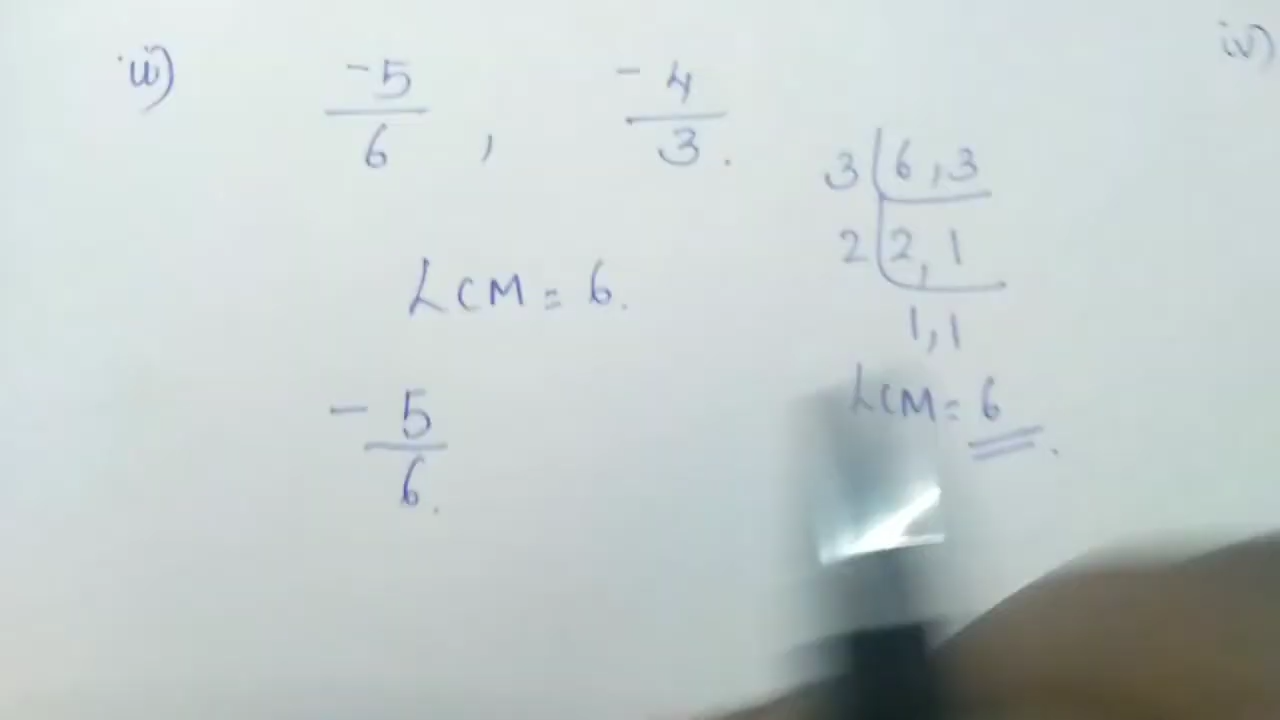 iii) -5/6 , -4/3.
iv)
3 | 6, 3
2 | 2, 1
1, 1
LCM = 6
LCM = 6.
-5/6.